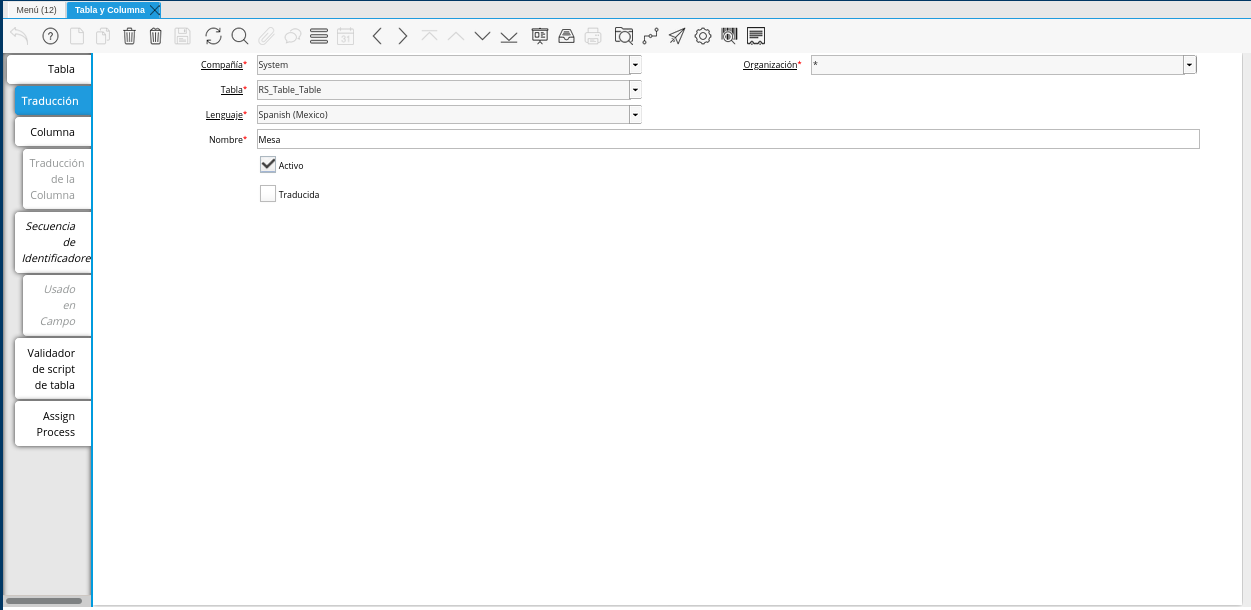 Menú (12)
Tabla y Columna
31
Tabla
Traducción
Columna
Traducción
de la
Columna
Secuencia
de
Identificadore
Usado
en
Campo
Validador
de script
de tabla
Assign
Process
Compañía* System Organización* *
Tabla* RS_Table_Table
Lenguaje* Spanish (Mexico)
Nombre* Mesa
Activo
Traducida